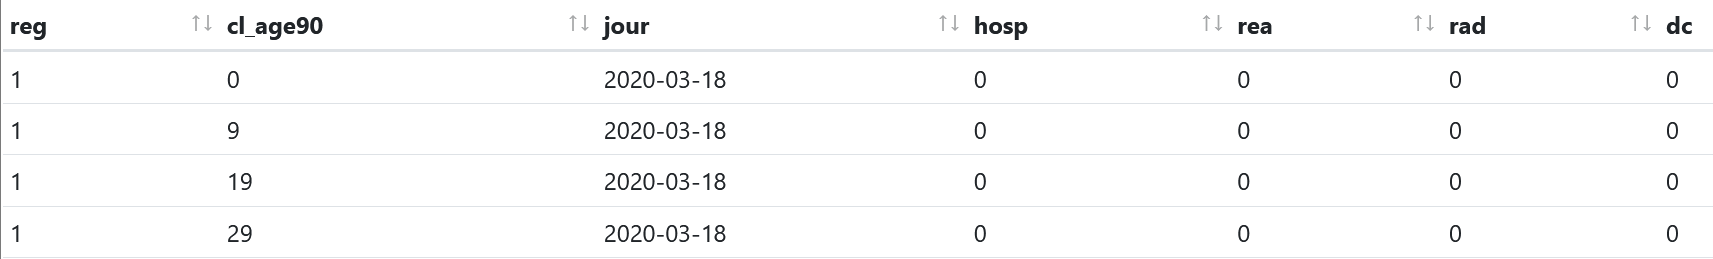 reg cl_age90 jour hosp rea rad dc
1 0 2020-03-18 0 0 0 0
1 9 2020-03-18 0 0 0 0
1 19 2020-03-18 0 0 0 0
1 29 2020-03-18 0 0 0 0